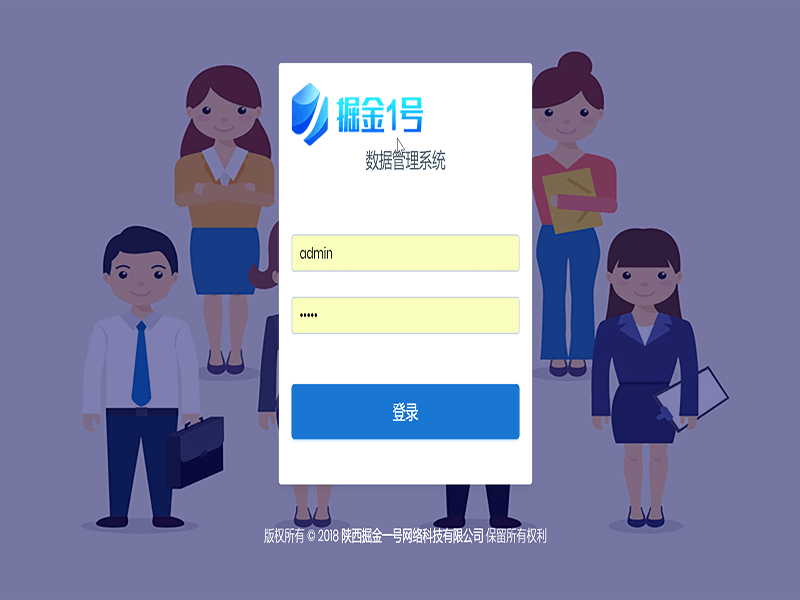 掘金1号
数据管理系统
admin
•••••
登录
版权所有 © 2018 陕西掘金一号网络科技有限公司 保留所有权利